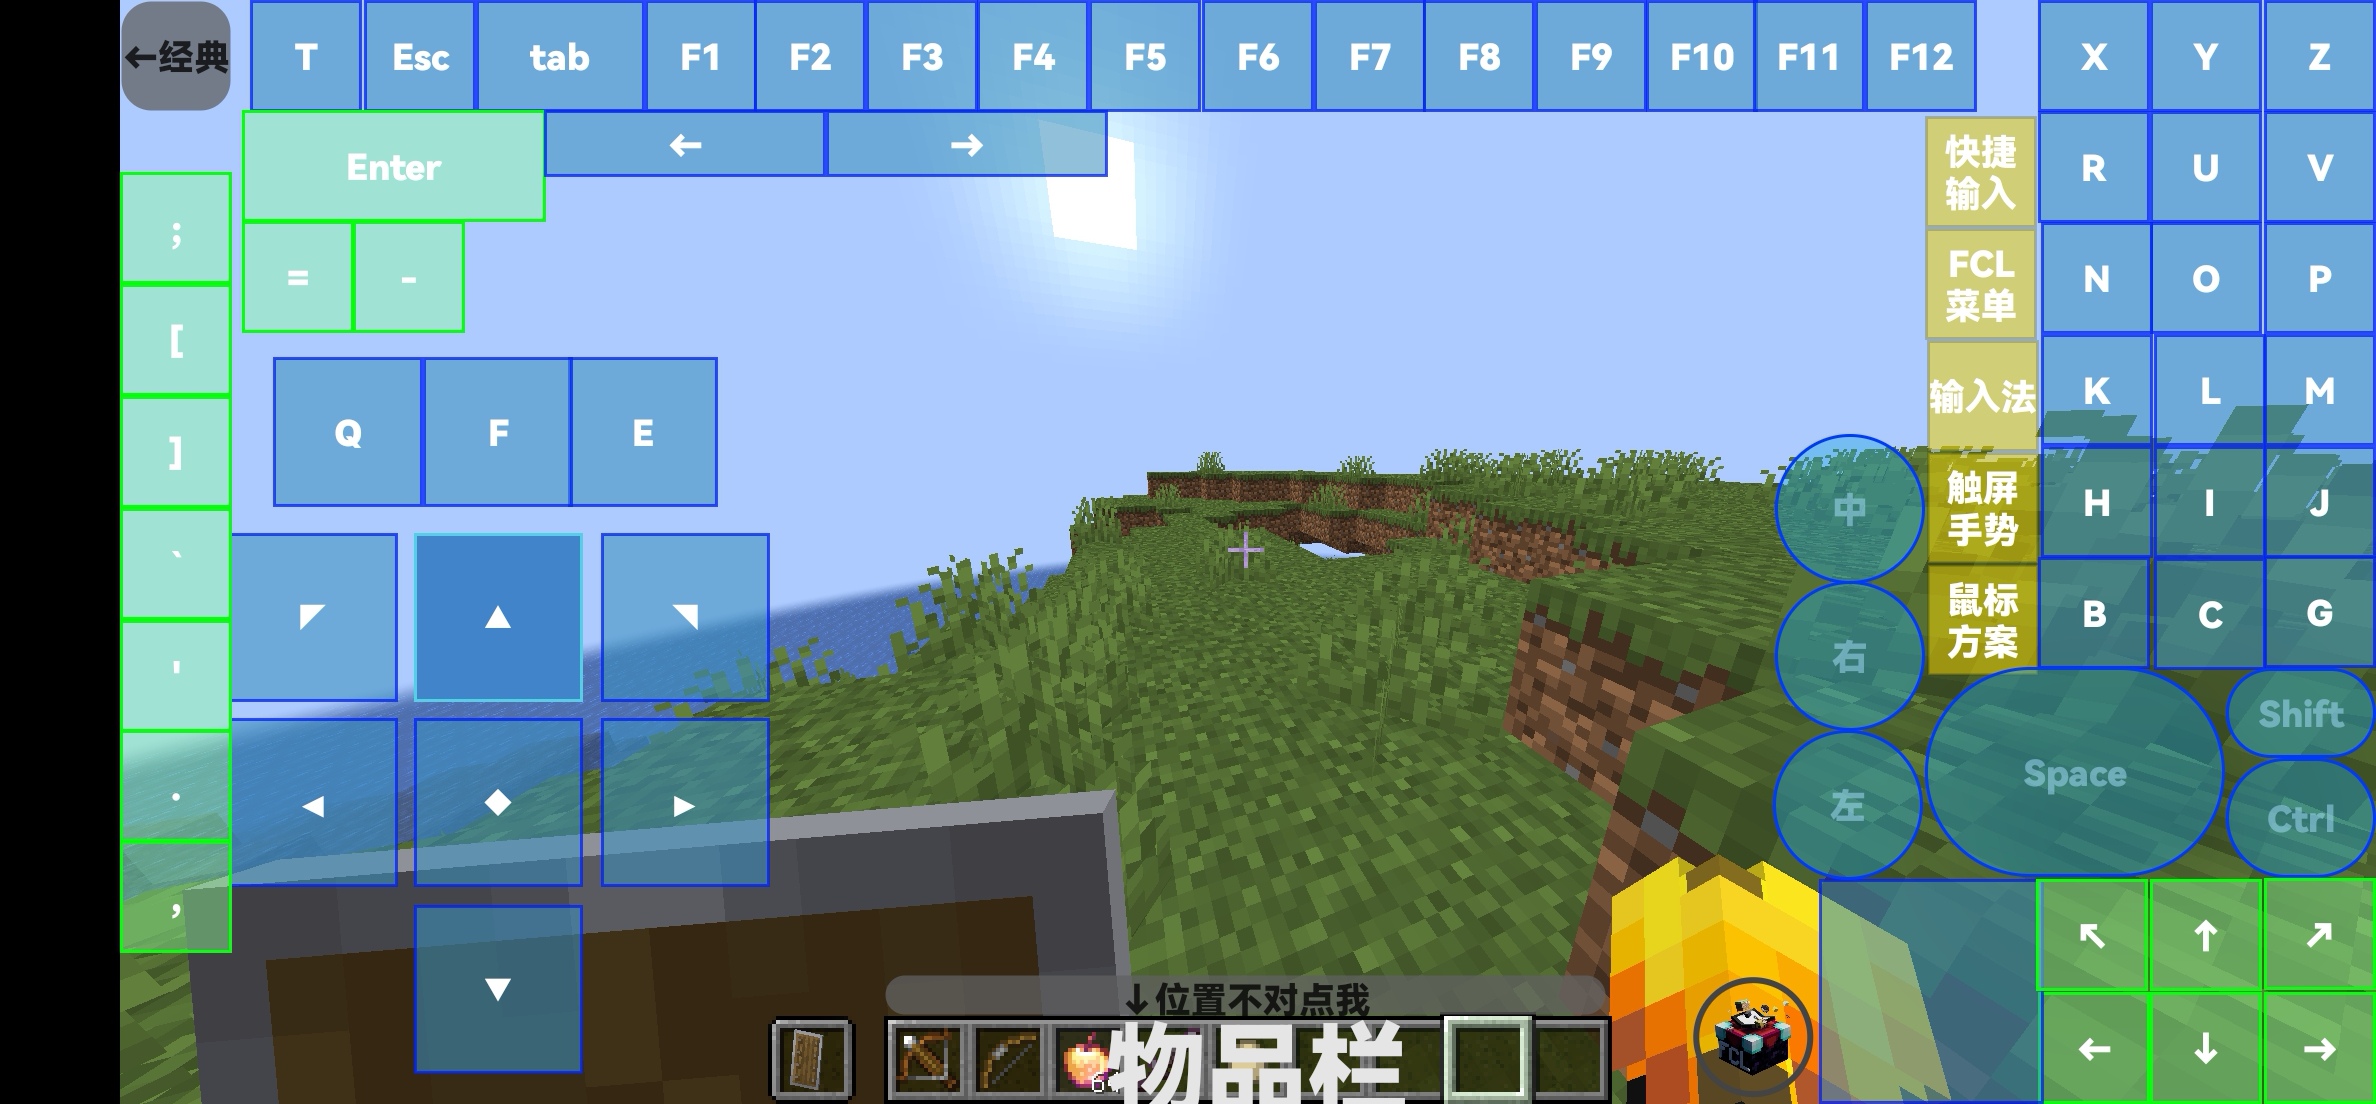 ←经典
T
Esc
tab
F1
F2
F3
F4
F5
F6
F7
F8
F9
F10
F11
F12
X
Y
Z
Enter
←
→
快捷
输入
R
U
V
;
=
-
FCL
菜单
N
O
P
[
输入法
K
L
M
]
Q
F
E
中
触屏
手势
H
I
J
`
◤
▲
◥
右
鼠标
方案
B
C
G
'
Shift
.
◀
◆
▶
左
Space
Ctrl
,
↖
↑
↗
▼
↓位置不对点我
物品栏
FCL
←
↓
→